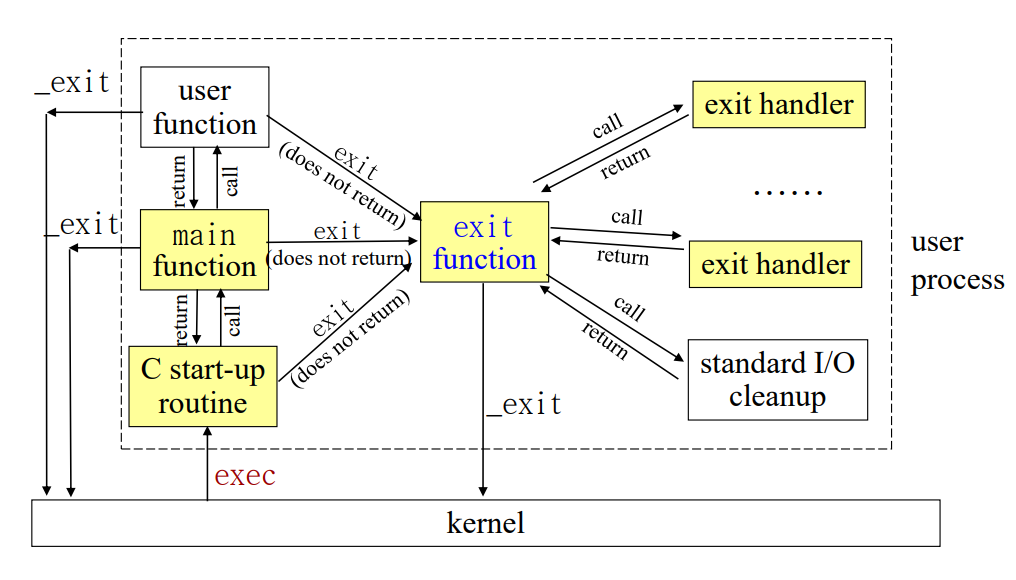 _exit
user
function
exit
(does not return)
return
call
_exit
main
function
exit
(does not return)
return
call
exit
(does not return)
C start-up
routine
exec
exit
function
_exit
call
return
exit handler
......
call
return
exit handler
call
return
standard I/O
cleanup
user
process
kernel